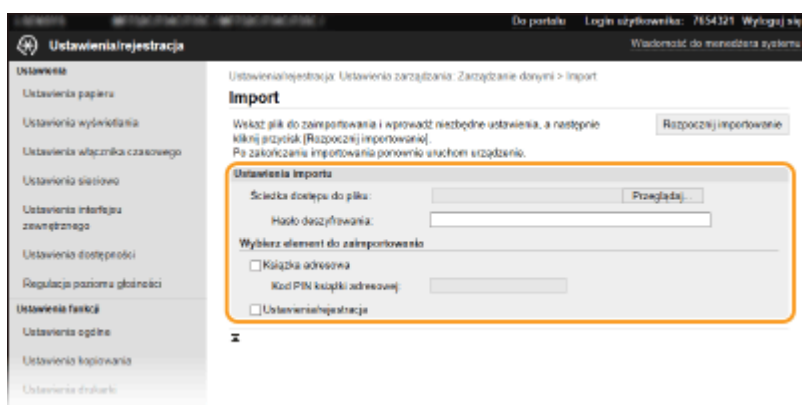 Do portalu Login użytkownika: 7654321 Wyloguj się
Ustawienia/rejestracja
Wiadomość do menedżera systemu
Ustawienia
Ustawienia papieru
Ustawienia wyświetlania
Ustawienia włącznika czasowego
Ustawienia sieciowe
Ustawienia interfejsu
zewnętrznego
Ustawienia dostępności
Regulacja poziomu głośności
Ustawienia funkcji
Ustawienia ogólne
Ustawienia kopiowania
Ustawienia drukarki
Ustawienia/rejestracja: Ustawienia zarządzania: Zarządzanie danymi > Import
Import
Wskaż plik do zaimportowania i wprowadź niezbędne ustawienia, a następnie
kliknij przycisk [Rozpocznij importowanie].
Po zakończaniu importowania ponownie uruchom urządzenie.
Rozpocznij importowanie
Ustawienia importu
Ścieżka dostępu do pliku:
Przeglądaj...
Hasło deszyfrowania:
Wybierz element do zaimportowania
Książka adresowa
Kod PIN książki adresowej:
Ustawienia/rejestracja